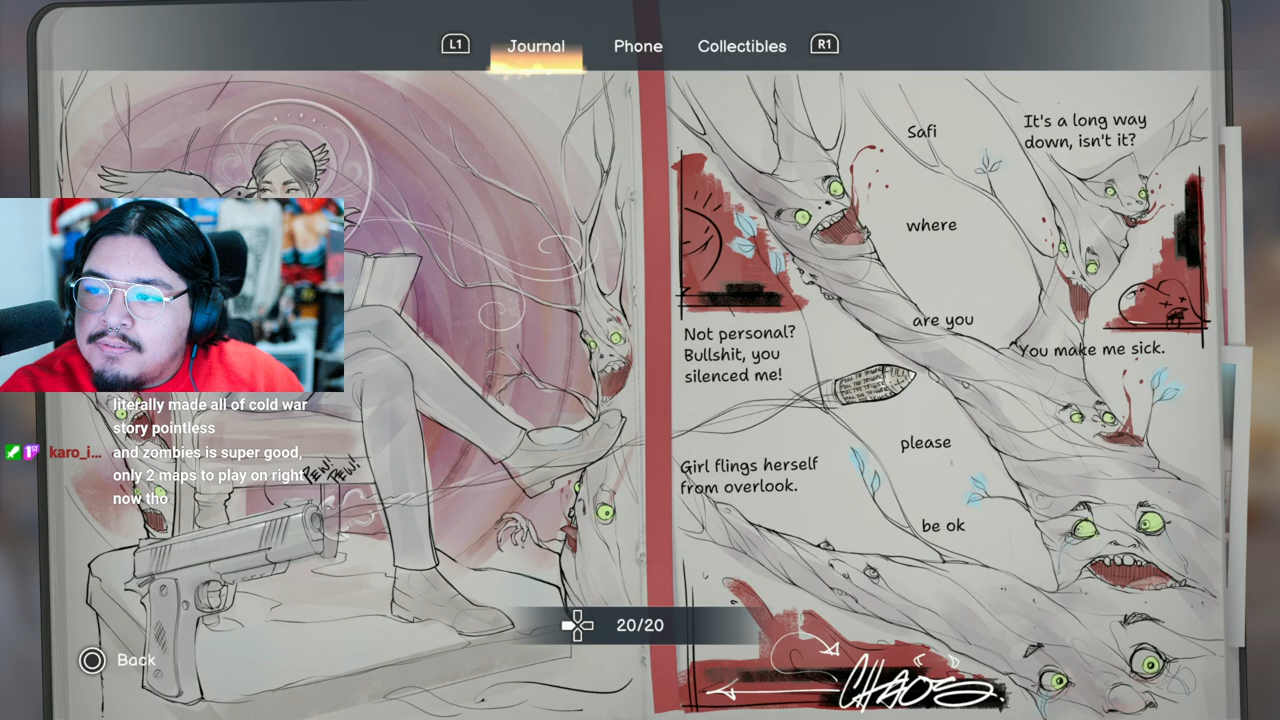 L1 Journal Phone Collectibles R1
Safi
where
are you
please
be ok
It's a long way
down, isn't it?
Not personal?
Bullshit, you
silenced me!
You make me sick.
Girl flings herself
from overlook.
PEW!
PEW!
literally made all of cold war
story pointless
karo_i... and zombies is super good,
only 2 maps to play on right
now tho
1st
20/20
Back
CHAOS